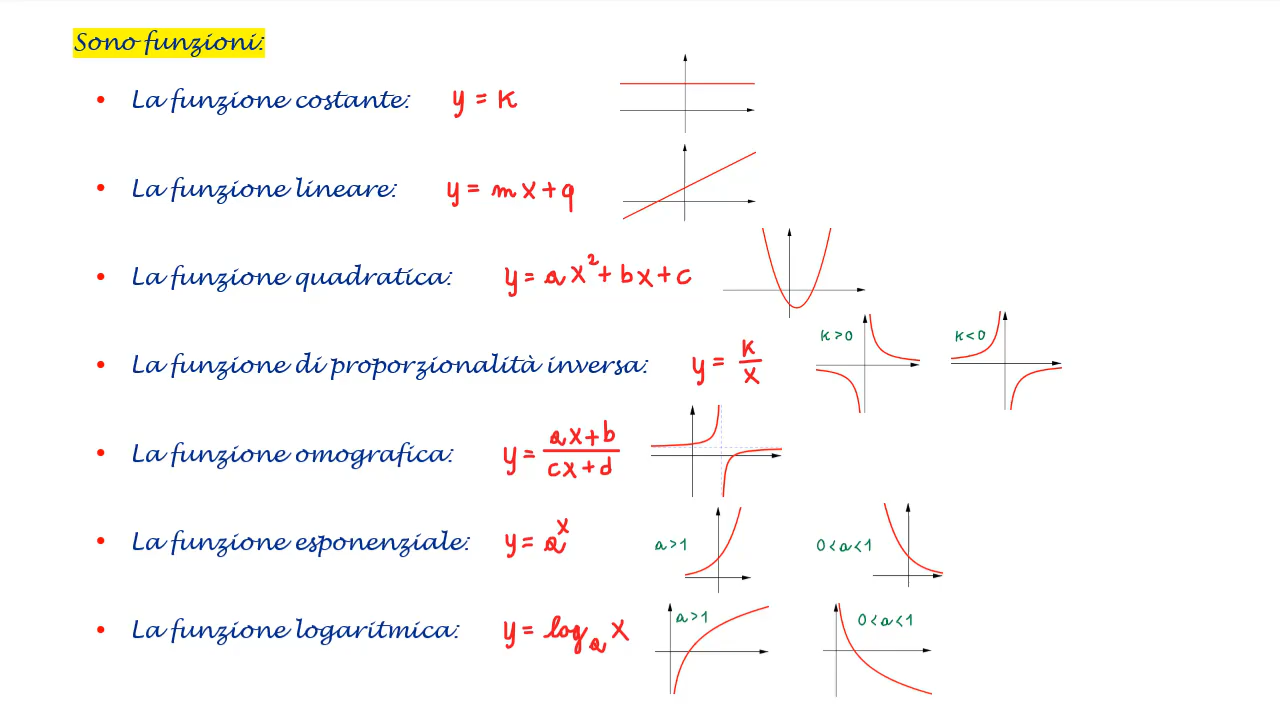 Sono funzioni:
• La funzione costante: y = k
• La funzione lineare: y = mx + q
• La funzione quadratica: y = ax² + bx + c
• La funzione di proporzionalità inversa: y = k/x k > 0 k < 0
• La funzione omografica: y = (ax + b)/(cx + d)
• La funzione esponenziale: y = aˣ a > 1 0 < a < 1
• La funzione logaritmica: y = logₐ x a > 1 0 < a < 1